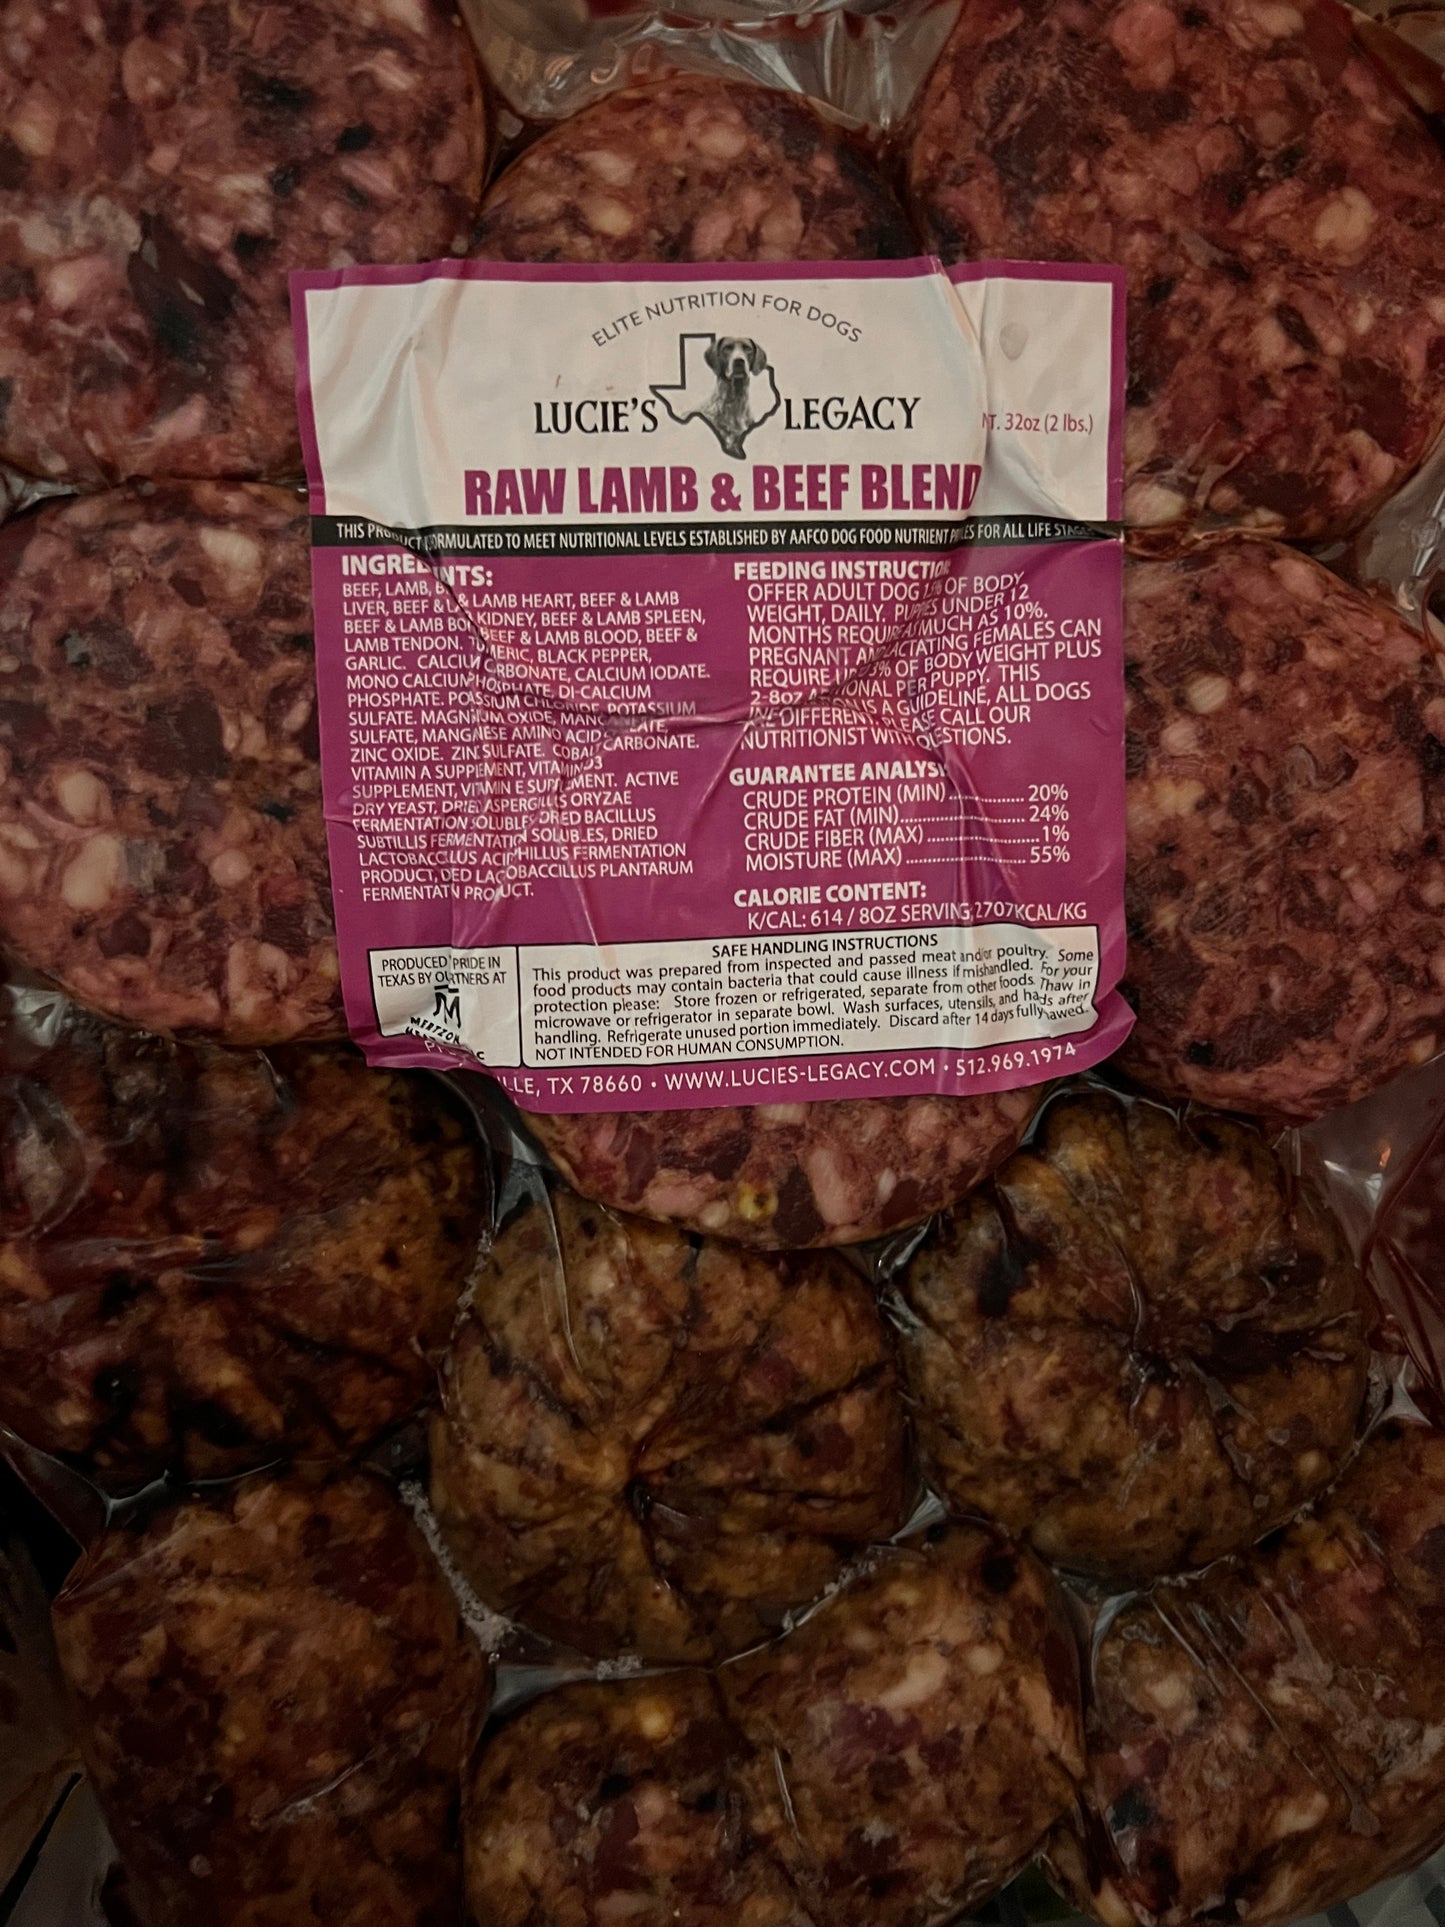 ELITE NUTRITION FOR DOGS
LUCIE'S LEGACY
32oz (2 lbs.)
RAW LAMB & BEEF BLEND
THIS PRODUCT FORMULATED TO MEET NUTRITIONAL LEVELS ESTABLISHED BY AAFCO DOG FOOD NUTRIENT FOR ALL LIFE STAGES
INGREDIENTS:
BEEF, LAMB, & LAMB HEART, BEEF & LAMB
LIVER, BEEF & KIDNEY, BEEF & LAMB SPLEEN,
BEEF & LAMB BEEF & LAMB BLOOD, BEEF &
LAMB TENDON. BLACK PEPPER,
GARLIC. CALCIUM CARBONATE, CALCIUM IODATE.
MONO CALCIUM PHOSPHATE, DI-CALCIUM
PHOSPHATE. POTASSIUM CHLORIDE, POTASSIUM
SULFATE. MAGNSIUM OXIDE,
SULFATE, MANGANESE AMINO ACID
ZINC OXIDE. ZINC SULFATE. COBALT CARBONATE.
VITAMIN A SUPPLEMENT, VITAMIN D3
SUPPLEMENT, VITAMIN E SUPPLEMENT. ACTIVE
DRY YEAST, DRIED ASPERGILLUS ORYZAE
FERMENTATION SOLUBLES DRIED BACILLUS
SUBTILLIS FERMENTATION SOLUBLES, DRIED
LACTOBACCILLUS ACIPHILLUS FERMENTATION
PRODUCT, LACTOBACCILLUS PLANTARUM
PRODUCT.
FEEDING INSTRUCTIONS
OFFER ADULT DOG OF BODY
WEIGHT, DAILY. PUPPIES UNDER 12
MONTHS REQUIRE AS MUCH AS 10%.
PREGNANT AND LACTATING FEMALES CAN
REQUIRE 3% OF BODY WEIGHT PLUS
2-8oz ADDITIONAL PER PUPPY. THIS
IS A GUIDELINE, ALL DOGS
ARE DIFFERENT PLEASE CALL OUR
NUTRITIONIST WITH QUESTIONS.
GUARANTEE ANALYSIS
CRUDE PROTEIN (MIN) .............. 20%
CRUDE FAT (MIN)....................... 24%
CRUDE FIBER (MAX) ..................... 1%
MOISTURE (MAX) ........................ 55%
CALORIE CONTENT:
K/CAL: 614 / 8OZ SERVING; 2707KCAL/KG
PRODUCED PRIDE IN
TEXAS BY AT
M
SAFE HANDLING INSTRUCTIONS
This product was prepared from inspected and passed meat and/or poultry. Some
food products may contain bacteria that could cause illness if mishandled. For your
protection please: Store frozen or refrigerated, separate from other foods. Thaw in
microwave or refrigerator in separate bowl. Wash surfaces, utensils, and hands after
handling. Refrigerate unused portion immediately. Discard after 14 days fully thawed.
NOT INTENDED FOR HUMAN CONSUMPTION.
TX 78660 • WWW.LUCIES-LEGACY.COM • 512.969.1974